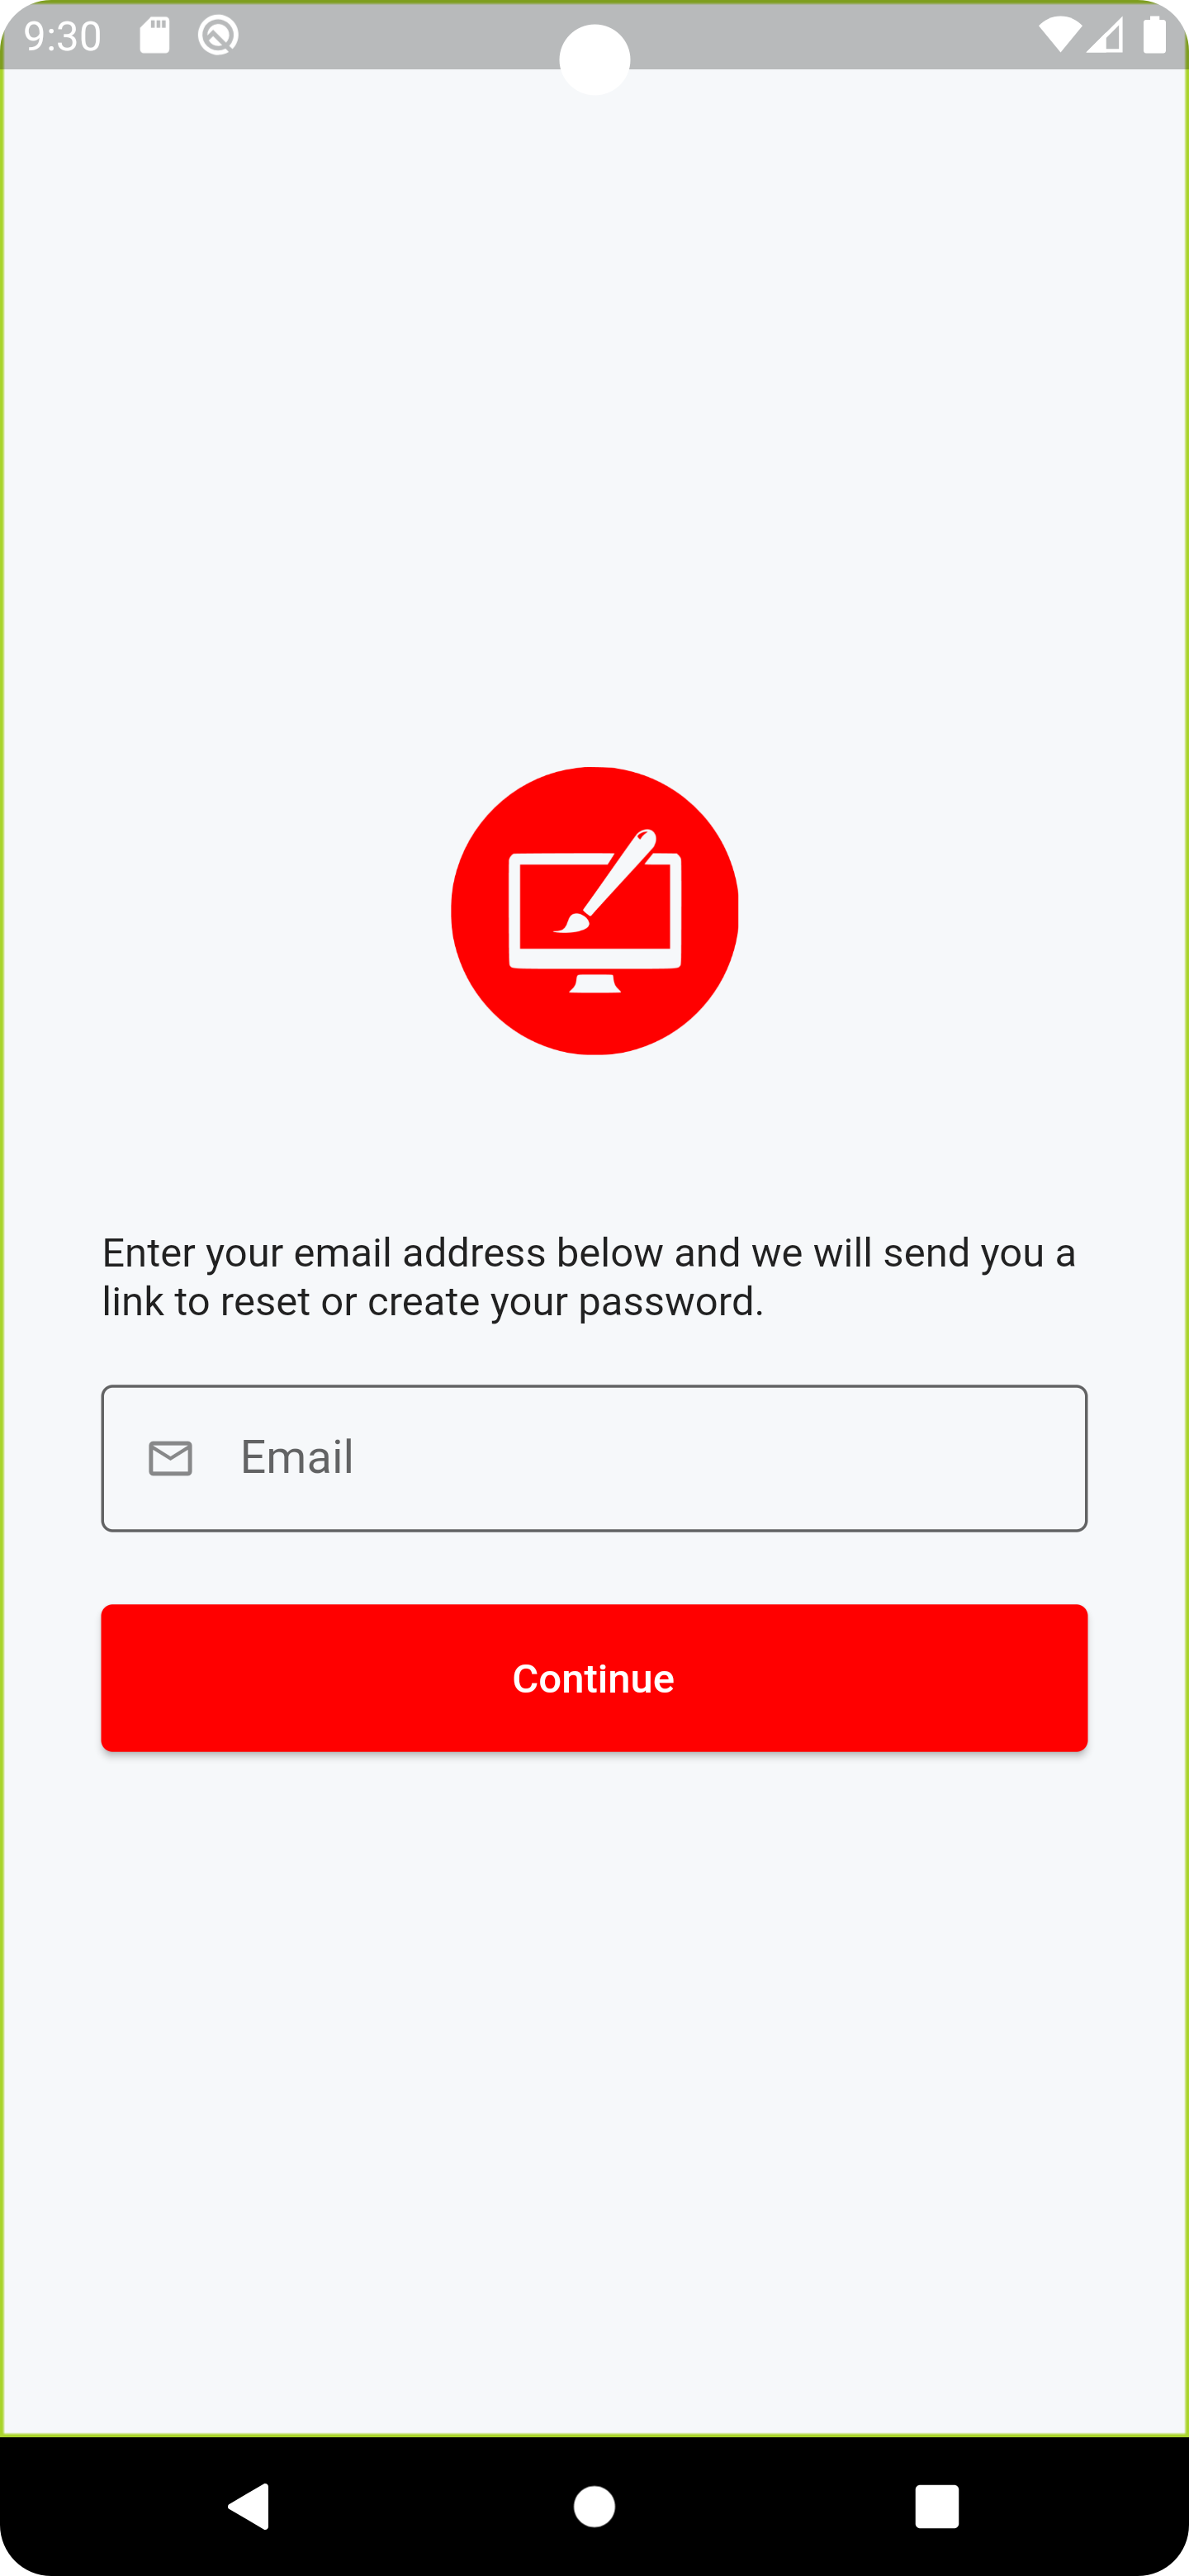 9:30
Enter your email address below and we will send you a
link to reset or create your password.
Email
Continue